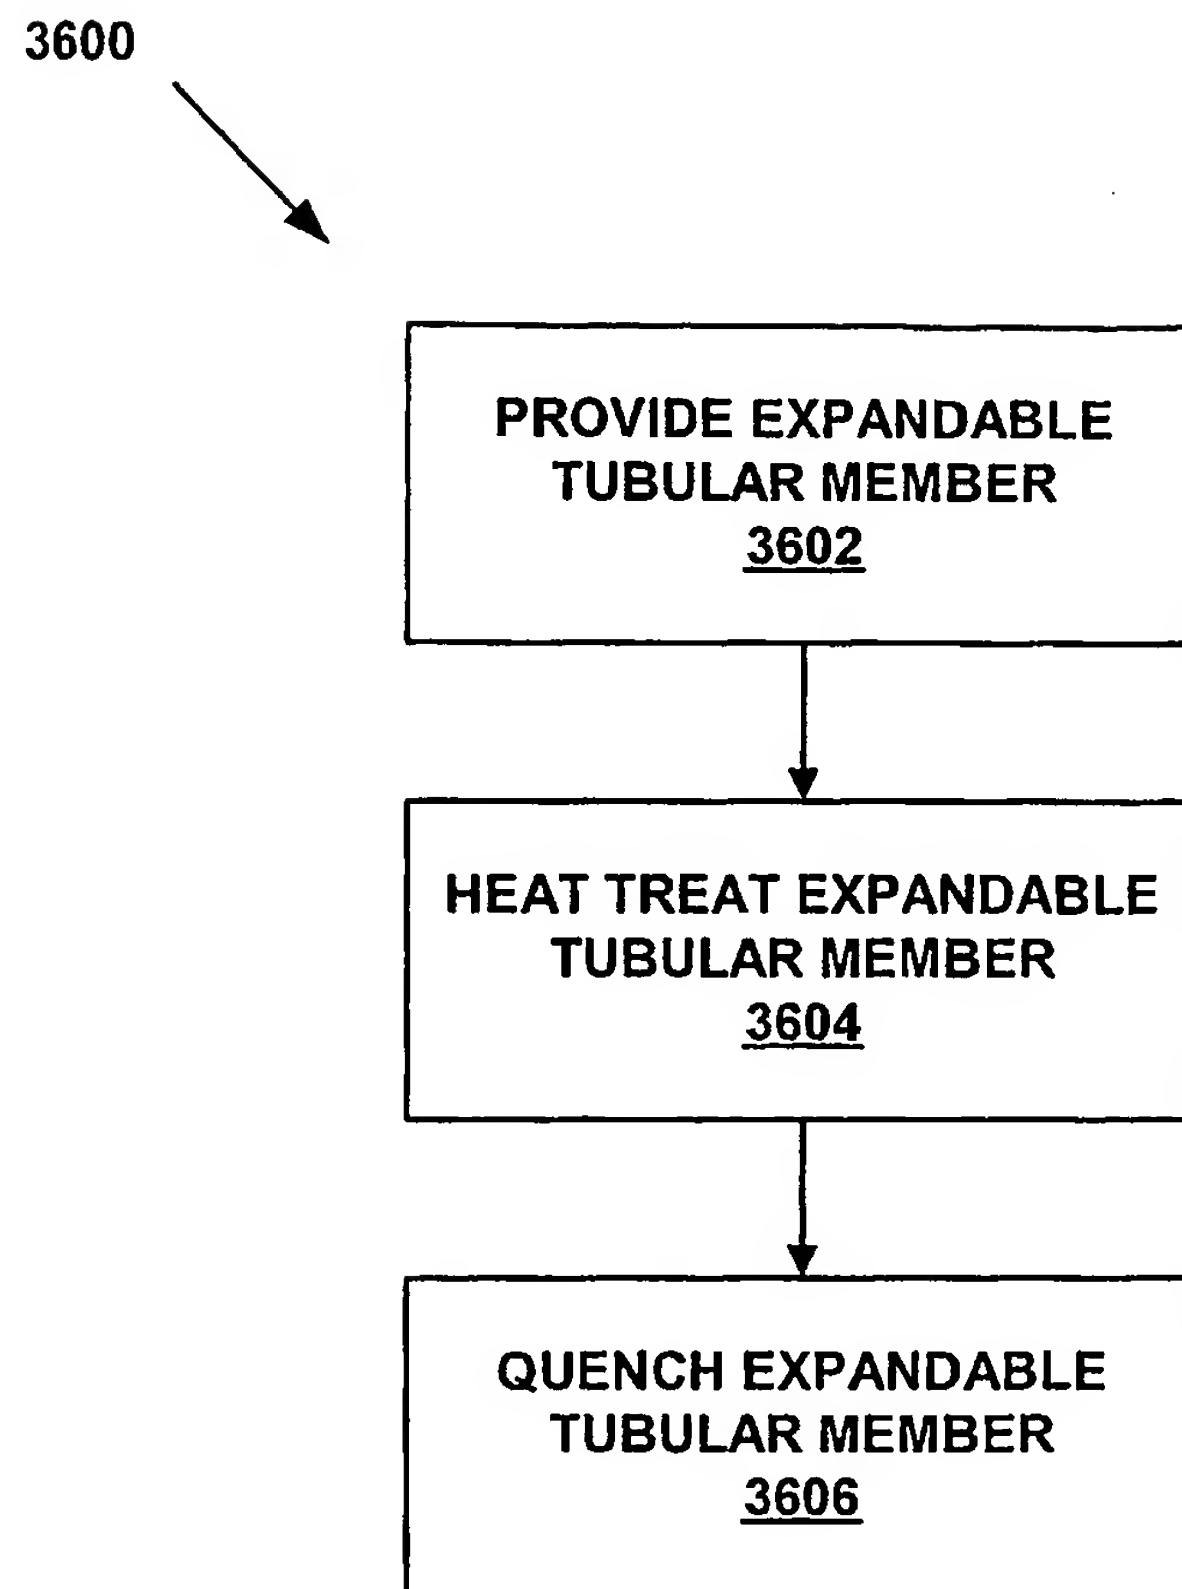 3600
PROVIDE EXPANDABLE
TUBULAR MEMBER
3602
HEAT TREAT EXPANDABLE
TUBULAR MEMBER
3604
QUENCH EXPANDABLE
TUBULAR MEMBER
3606